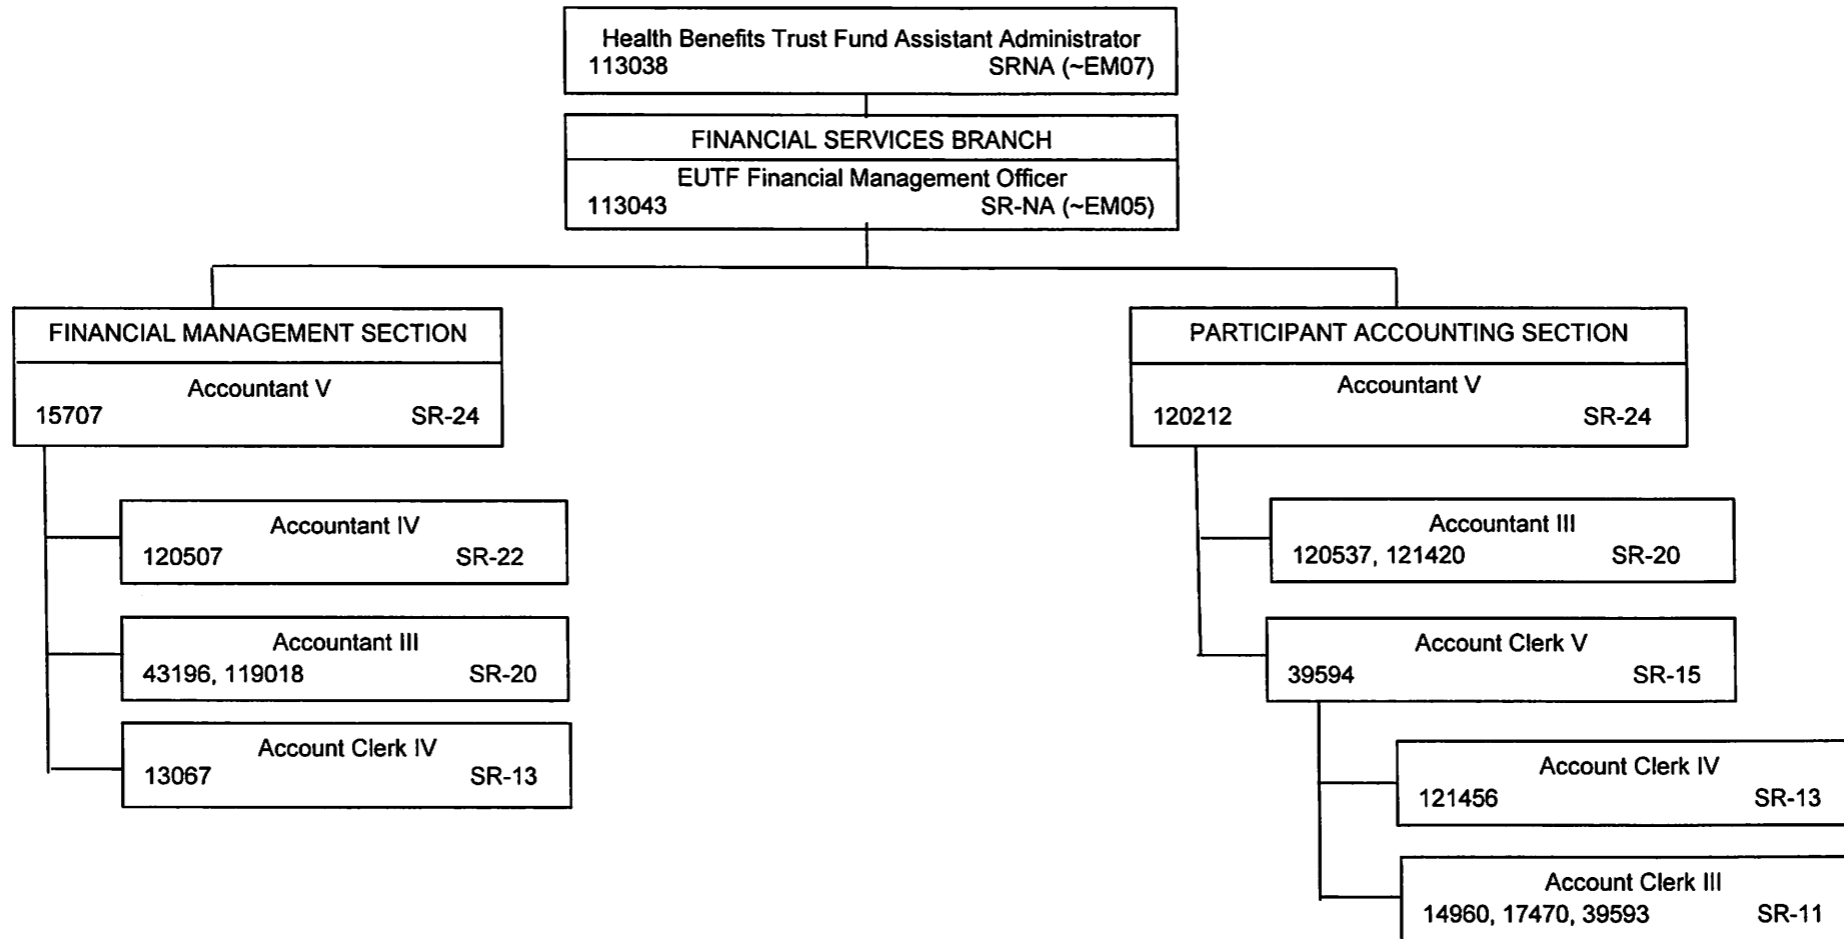 Health Benefits Trust Fund Assistant Administrator
113038 SRNA (~EM07)
FINANCIAL SERVICES BRANCH
EUTF Financial Management Officer
113043 SR-NA (~EM05)
FINANCIAL MANAGEMENT SECTION
Accountant V
15707 SR-24
Accountant IV
120507 SR-22
Accountant III
43196, 119018 SR-20
Account Clerk IV
13067 SR-13
PARTICIPANT ACCOUNTING SECTION
Accountant V
120212 SR-24
Accountant III
120537, 121420 SR-20
Account Clerk V
39594 SR-15
Account Clerk IV
121456 SR-13
Account Clerk III
14960, 17470, 39593 SR-11